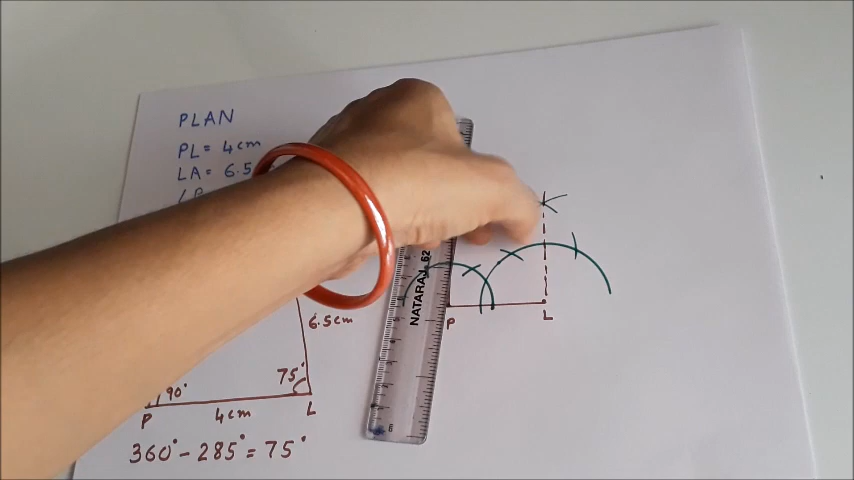 PLAN
PL = 4cm
LA = 6.5
6.5cm
NATARAJ 62
75°
90°
P
4cm
L
P
L
360° - 285° = 75°